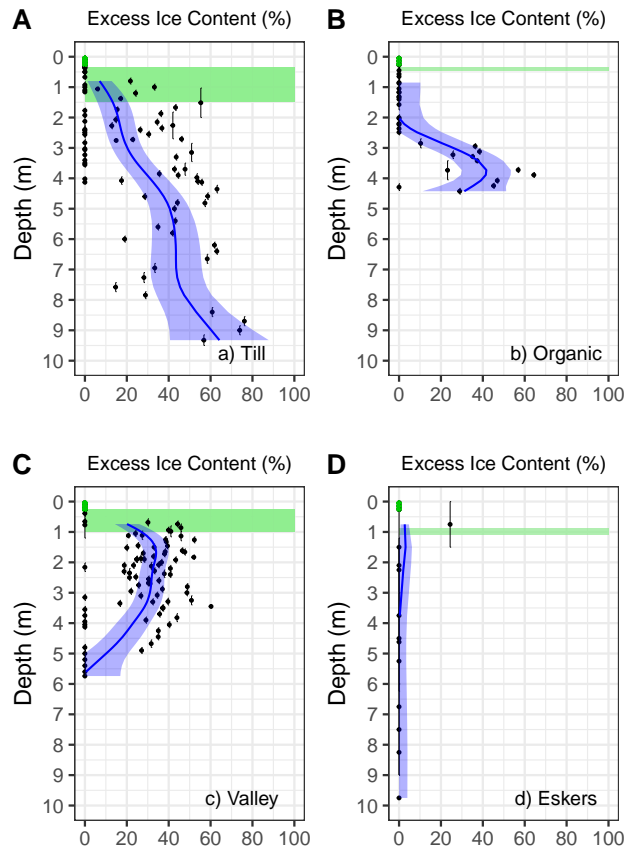 A
Excess Ice Content (%)
Depth (m)
0
1
2
3
4
5
6
7
8
9
10
a) Till
0 20 40 60 80 100
B
Excess Ice Content (%)
Depth (m)
0
1
2
3
4
5
6
7
8
9
10
b) Organic
0 20 40 60 80 100
C
Excess Ice Content (%)
Depth (m)
0
1
2
3
4
5
6
7
8
9
10
c) Valley
0 20 40 60 80 100
D
Excess Ice Content (%)
Depth (m)
0
1
2
3
4
5
6
7
8
9
10
d) Eskers
0 20 40 60 80 100